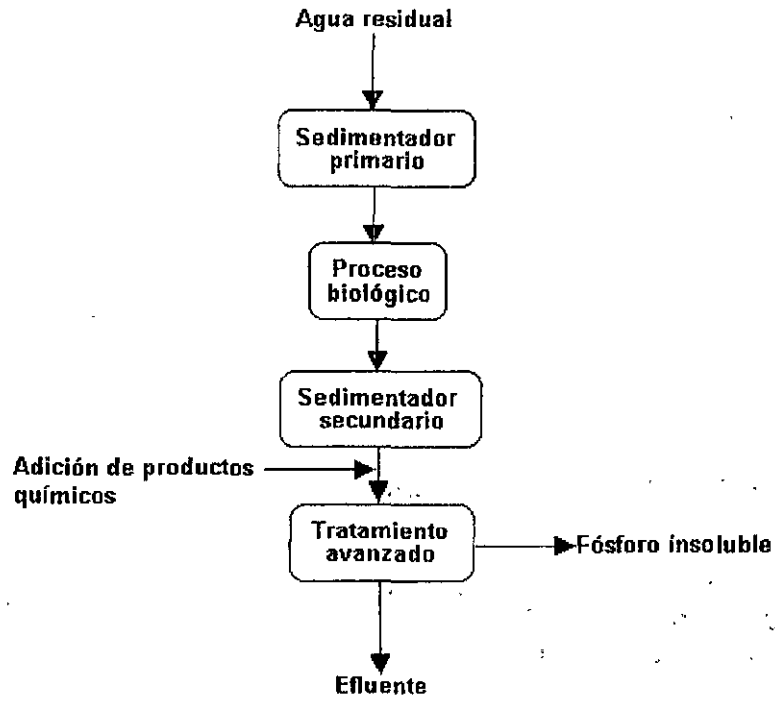 Agua residual
Sedimentador
primario
Proceso
biológico
Sedimentador
secundario
Adición de productos
químicos
Tratamiento
avanzado
Fósforo insoluble
Efluente